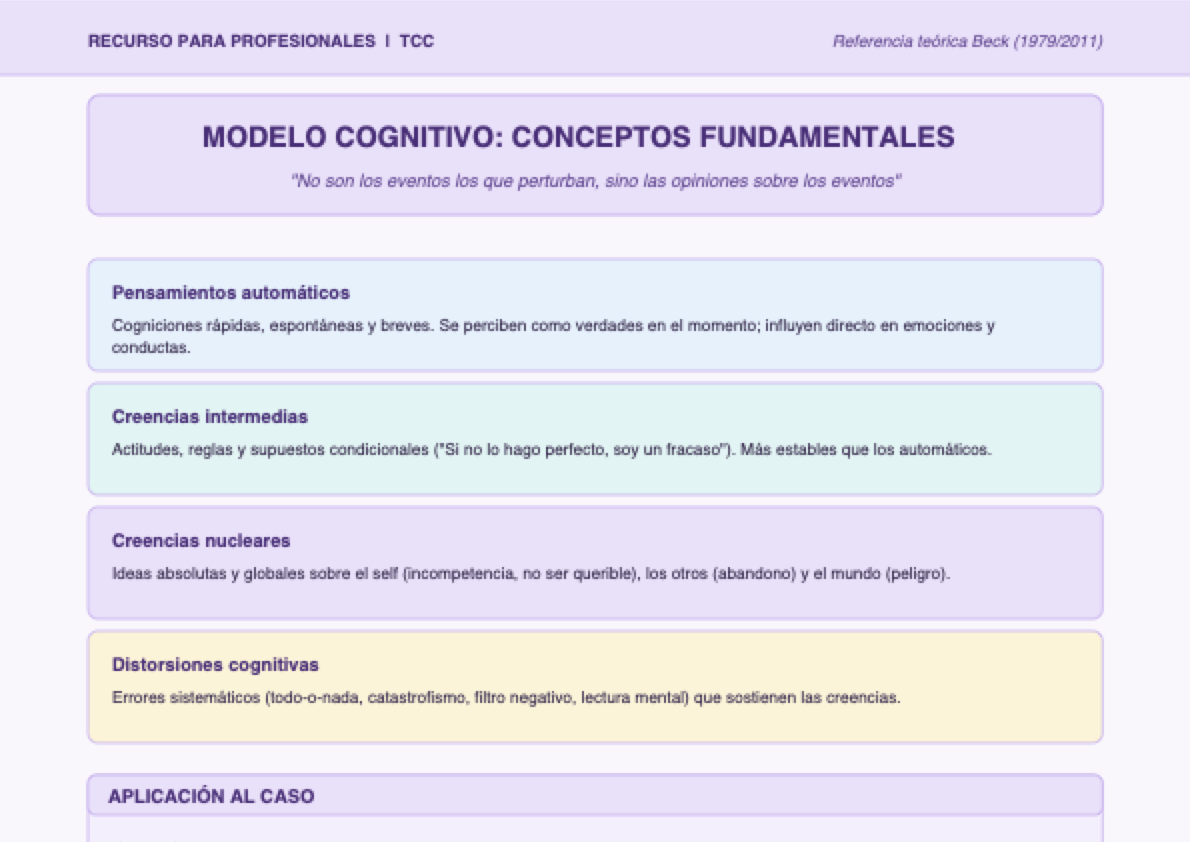 RECURSO PARA PROFESIONALES | TCC
Referencia teórica Beck (1979/2011)
MODELO COGNITIVO: CONCEPTOS FUNDAMENTALES
"No son los eventos los que perturban, sino las opiniones sobre los eventos"
Pensamientos automáticos
Cogniciones rápidas, espontáneas y breves. Se perciben como verdades en el momento; influyen directo en emociones y
conductas.
Creencias intermedias
Actitudes, reglas y supuestos condicionales ("Si no lo hago perfecto, soy un fracaso"). Más estables que los automáticos.
Creencias nucleares
Ideas absolutas y globales sobre el self (incompetencia, no ser querible), los otros (abandono) y el mundo (peligro).
Distorsiones cognitivas
Errores sistemáticos (todo-o-nada, catastrofismo, filtro negativo, lectura mental) que sostienen las creencias.
APLICACIÓN AL CASO